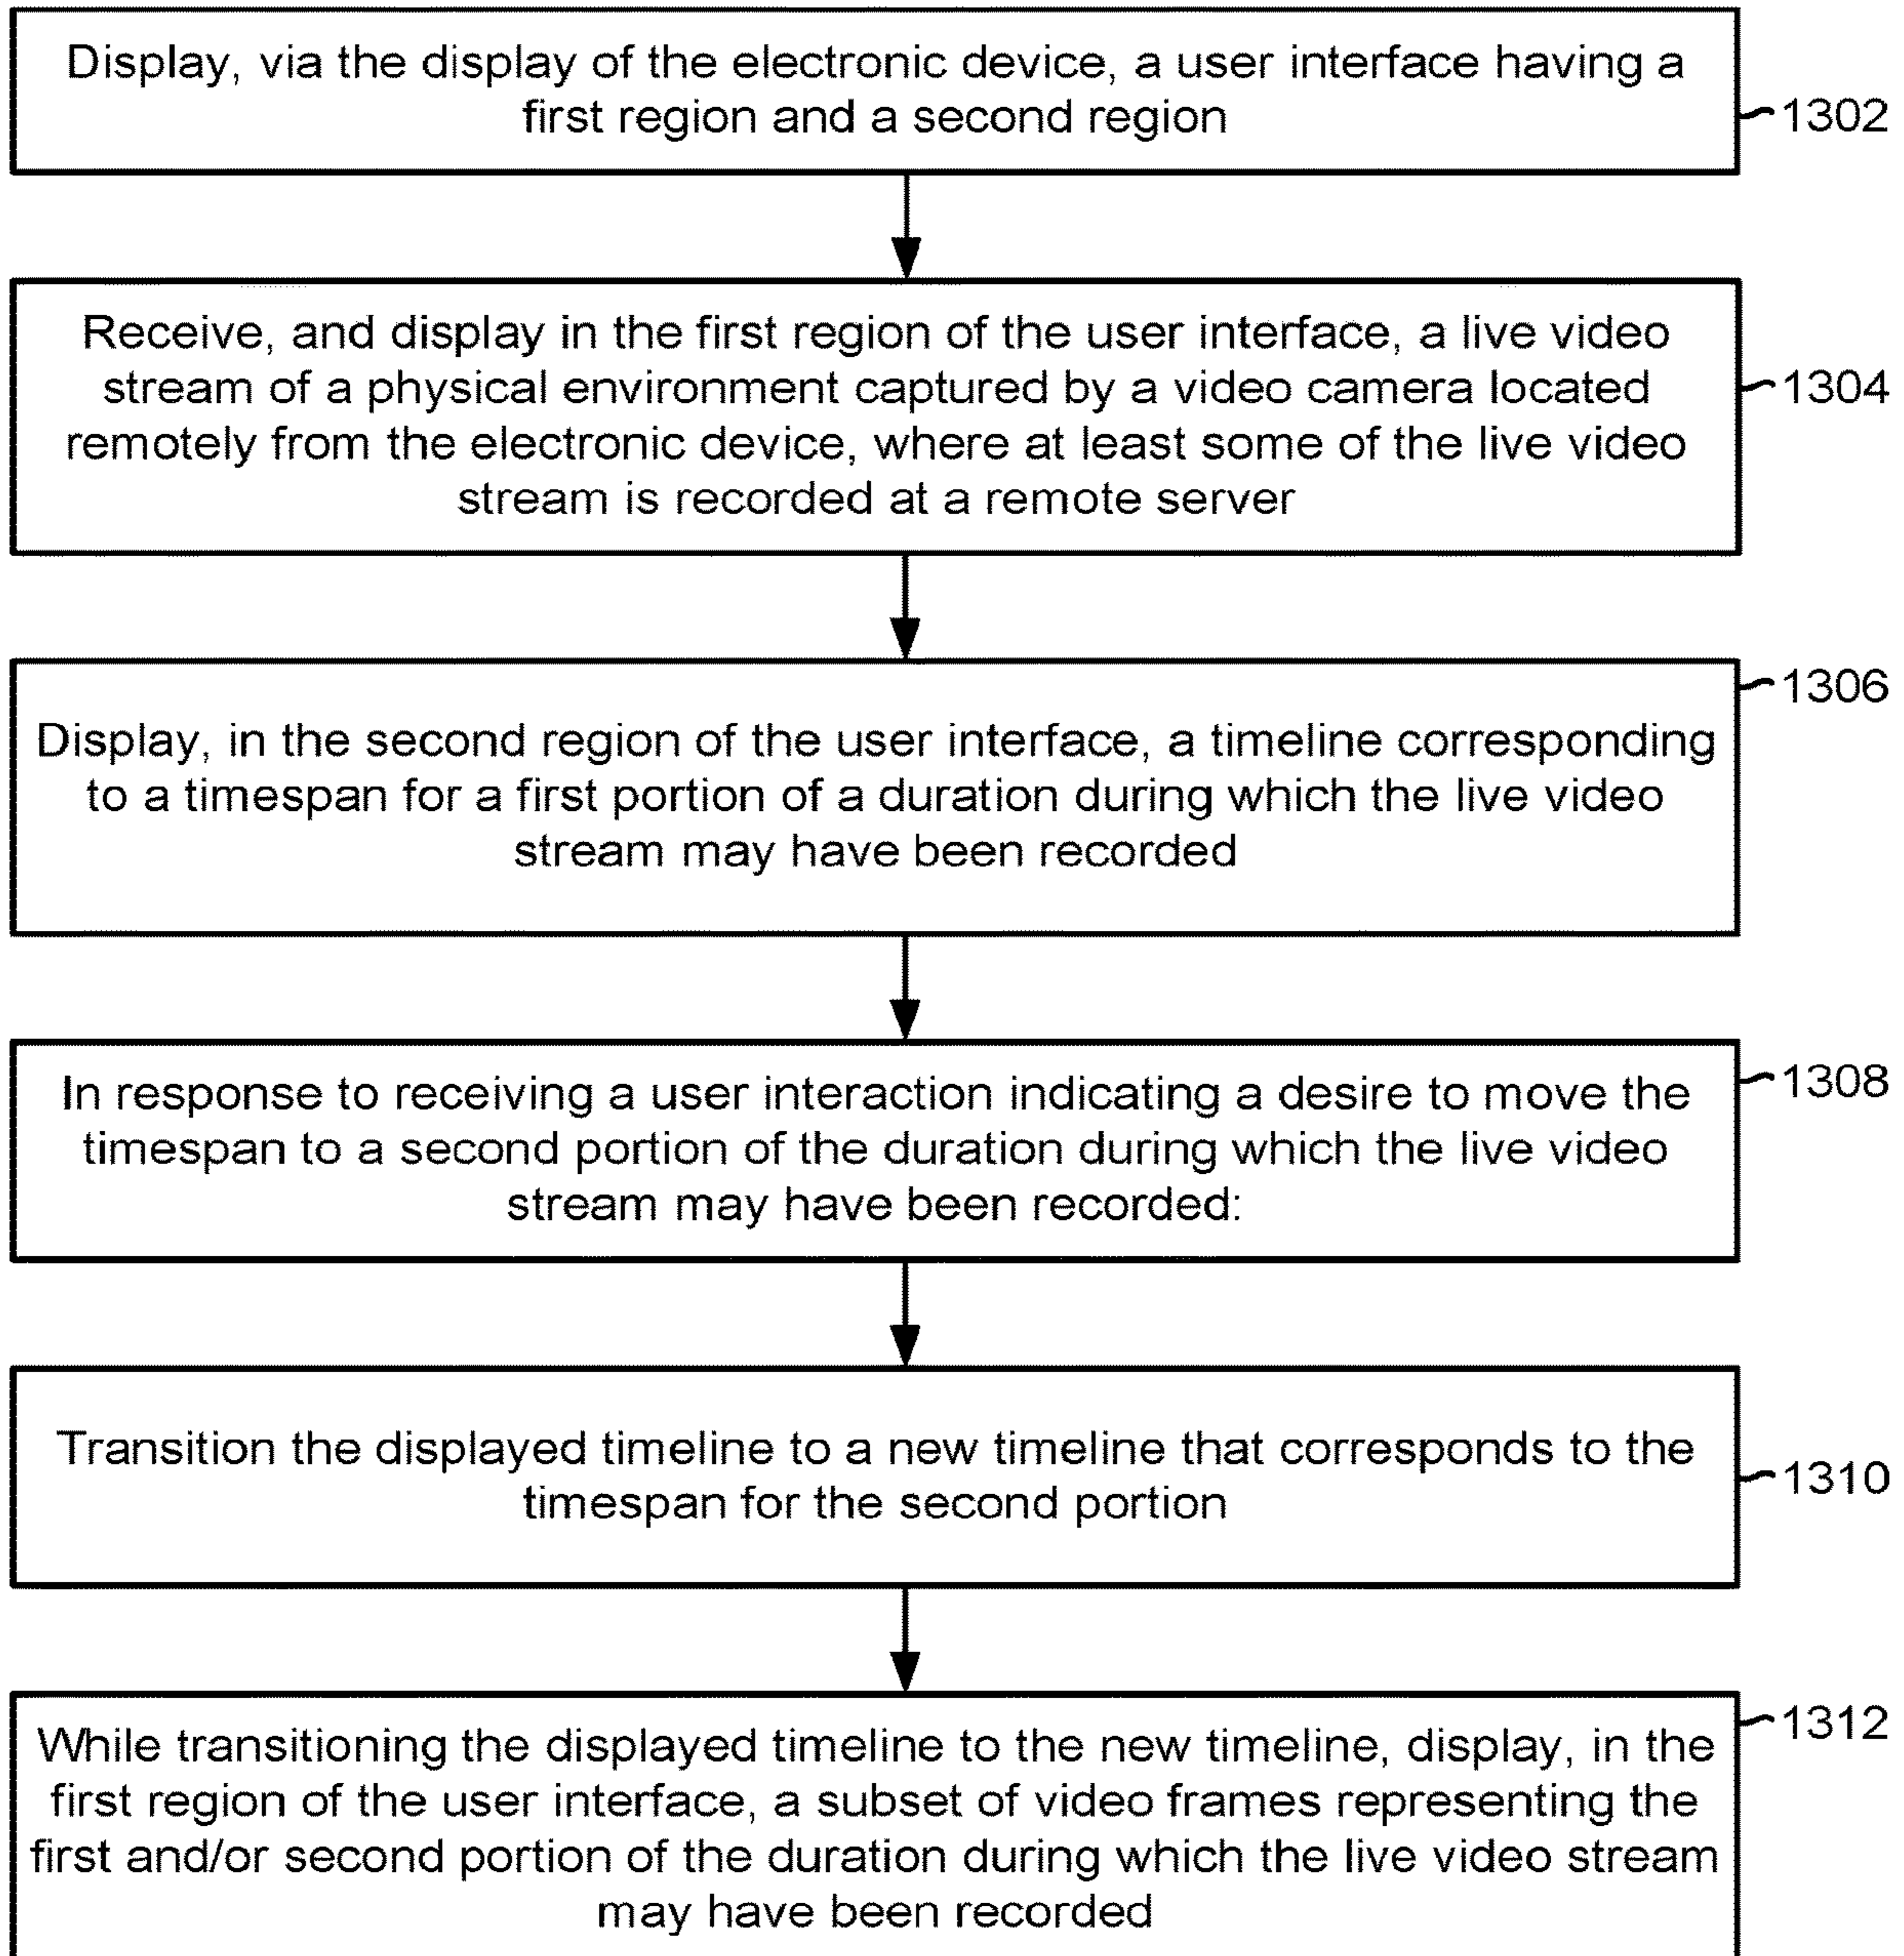 Display, via the display of the electronic device, a user interface having a
first region and a second region
1302
Receive, and display in the first region of the user interface, a live video
stream of a physical environment captured by a video camera located
remotely from the electronic device, where at least some of the live video
stream is recorded at a remote server
1304
1306
Display, in the second region of the user interface, a timeline corresponding
to a timespan for a first portion of a duration during which the live video
stream may have been recorded
1308
In response to receiving a user interaction indicating a desire to move the
timespan to a second portion of the duration during which the live video
stream may have been recorded:
Transition the displayed timeline to a new timeline that corresponds to the
timespan for the second portion
1310
1312
While transitioning the displayed timeline to the new timeline, display, in the
first region of the user interface, a subset of video frames representing the
first and/or second portion of the duration during which the live video stream
may have been recorded